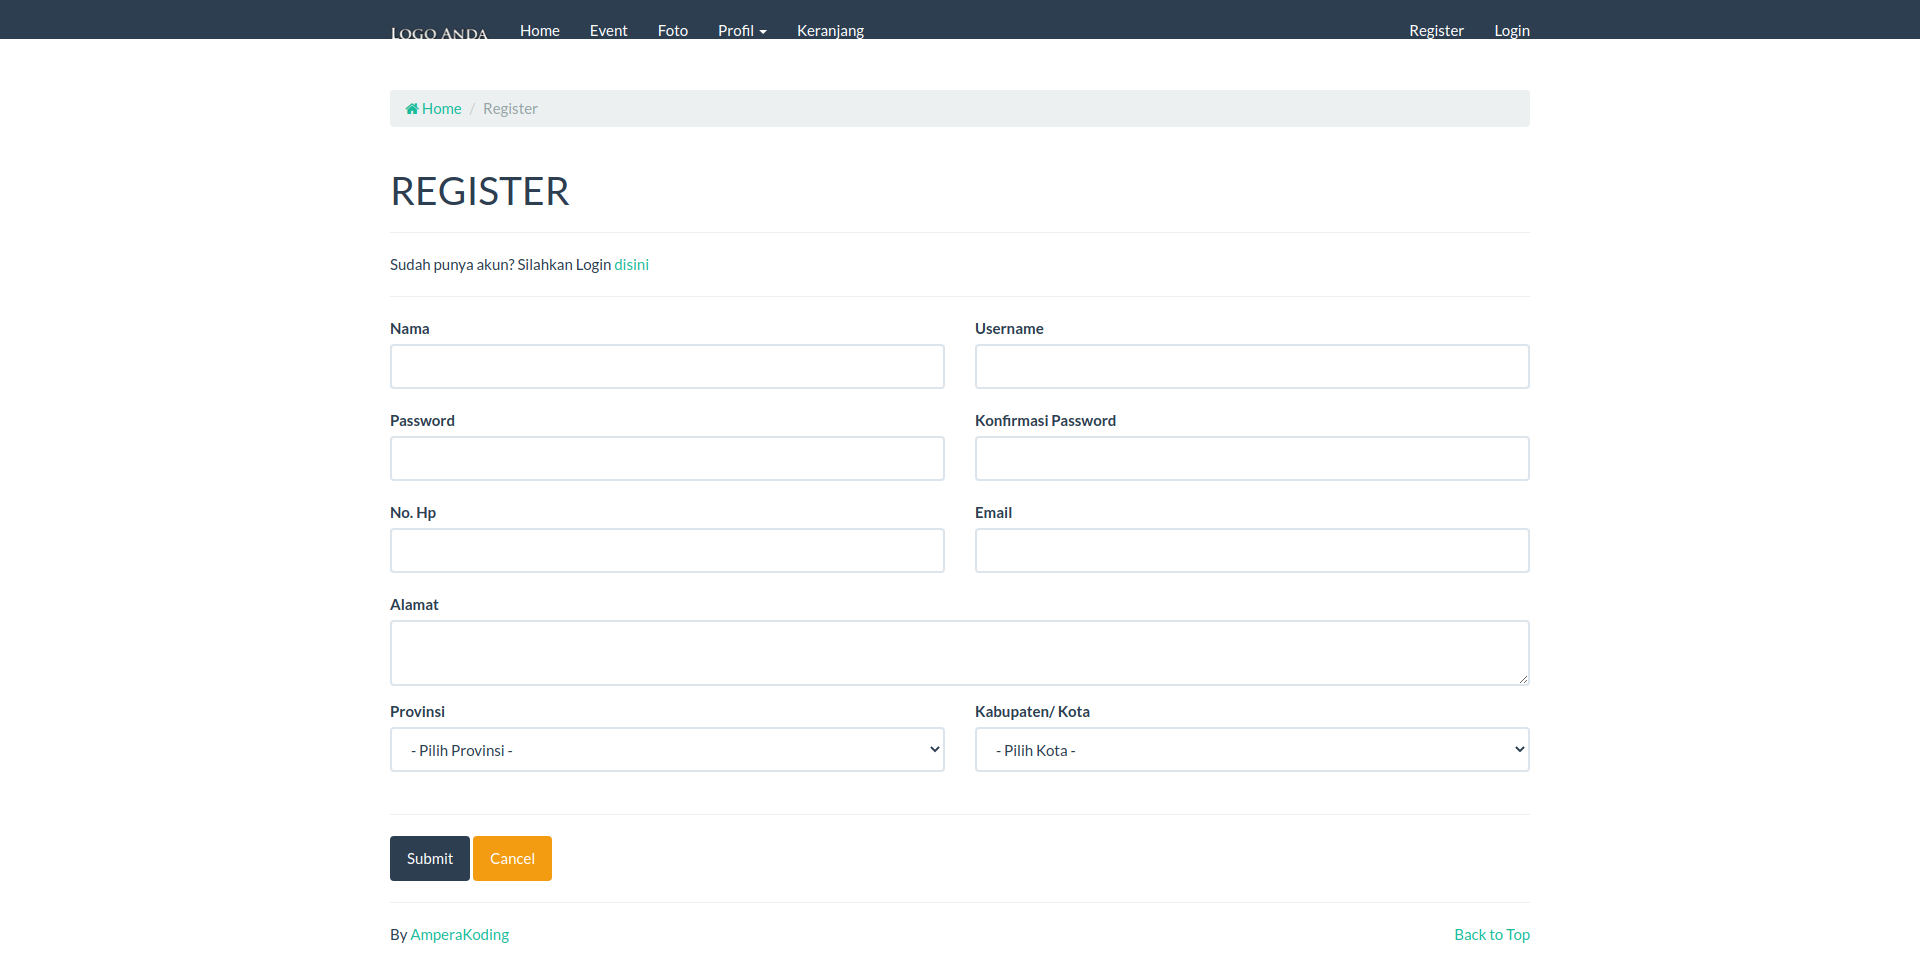 LOGO ANDA Home Event Foto Profil Keranjang Register Login
Home / Register
REGISTER
Sudah punya akun? Silahkan Login disini
Nama Username
Password Konfirmasi Password
No. Hp Email
Alamat
Provinsi Kabupaten/ Kota
- Pilih Provinsi - - Pilih Kota -
Submit Cancel
By AmperaKoding Back to Top